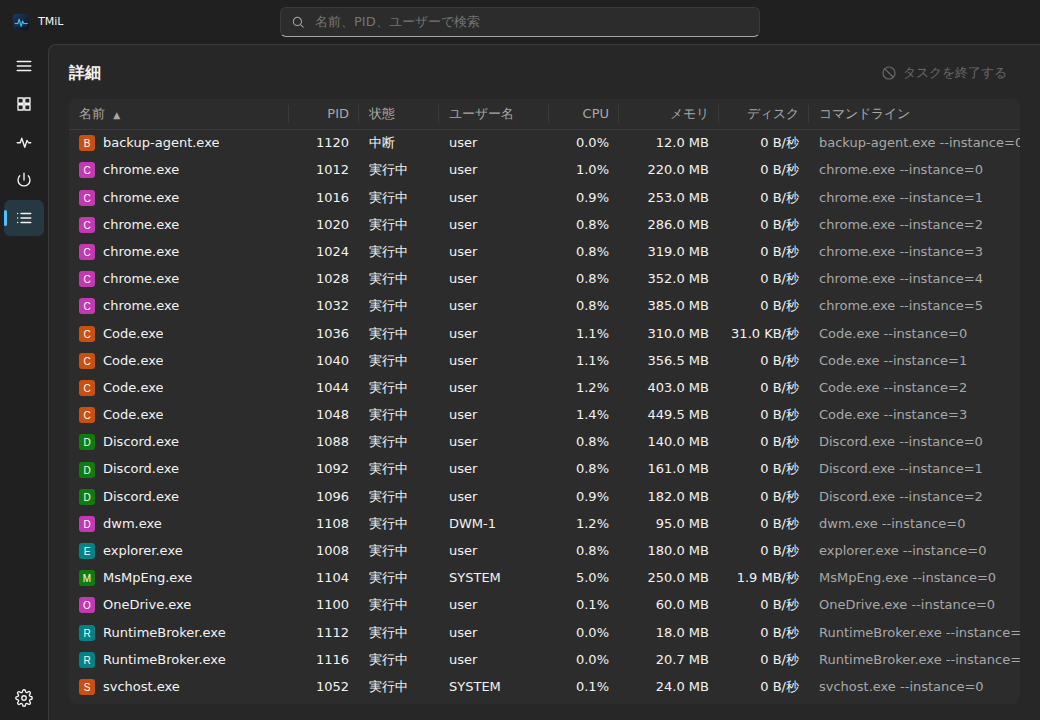 TMiL
名前、PID、ユーザーで検索
詳細
タスクを終了する
名前 ▲ PID 状態 ユーザー名 CPU メモリ ディスク コマンドライン
B backup-agent.exe 1120 中断 user 0.0% 12.0 MB 0 B/秒 backup-agent.exe --instance=0
C chrome.exe 1012 実行中 user 1.0% 220.0 MB 0 B/秒 chrome.exe --instance=0
C chrome.exe 1016 実行中 user 0.9% 253.0 MB 0 B/秒 chrome.exe --instance=1
C chrome.exe 1020 実行中 user 0.8% 286.0 MB 0 B/秒 chrome.exe --instance=2
C chrome.exe 1024 実行中 user 0.8% 319.0 MB 0 B/秒 chrome.exe --instance=3
C chrome.exe 1028 実行中 user 0.8% 352.0 MB 0 B/秒 chrome.exe --instance=4
C chrome.exe 1032 実行中 user 0.8% 385.0 MB 0 B/秒 chrome.exe --instance=5
C Code.exe 1036 実行中 user 1.1% 310.0 MB 31.0 KB/秒 Code.exe --instance=0
C Code.exe 1040 実行中 user 1.1% 356.5 MB 0 B/秒 Code.exe --instance=1
C Code.exe 1044 実行中 user 1.2% 403.0 MB 0 B/秒 Code.exe --instance=2
C Code.exe 1048 実行中 user 1.4% 449.5 MB 0 B/秒 Code.exe --instance=3
D Discord.exe 1088 実行中 user 0.8% 140.0 MB 0 B/秒 Discord.exe --instance=0
D Discord.exe 1092 実行中 user 0.8% 161.0 MB 0 B/秒 Discord.exe --instance=1
D Discord.exe 1096 実行中 user 0.9% 182.0 MB 0 B/秒 Discord.exe --instance=2
D dwm.exe 1108 実行中 DWM-1 1.2% 95.0 MB 0 B/秒 dwm.exe --instance=0
E explorer.exe 1008 実行中 user 0.8% 180.0 MB 0 B/秒 explorer.exe --instance=0
M MsMpEng.exe 1104 実行中 SYSTEM 5.0% 250.0 MB 1.9 MB/秒 MsMpEng.exe --instance=0
O OneDrive.exe 1100 実行中 user 0.1% 60.0 MB 0 B/秒 OneDrive.exe --instance=0
R RuntimeBroker.exe 1112 実行中 user 0.0% 18.0 MB 0 B/秒 RuntimeBroker.exe --instance=
R RuntimeBroker.exe 1116 実行中 user 0.0% 20.7 MB 0 B/秒 RuntimeBroker.exe --instance=
S svchost.exe 1052 実行中 SYSTEM 0.1% 24.0 MB 0 B/秒 svchost.exe --instance=0